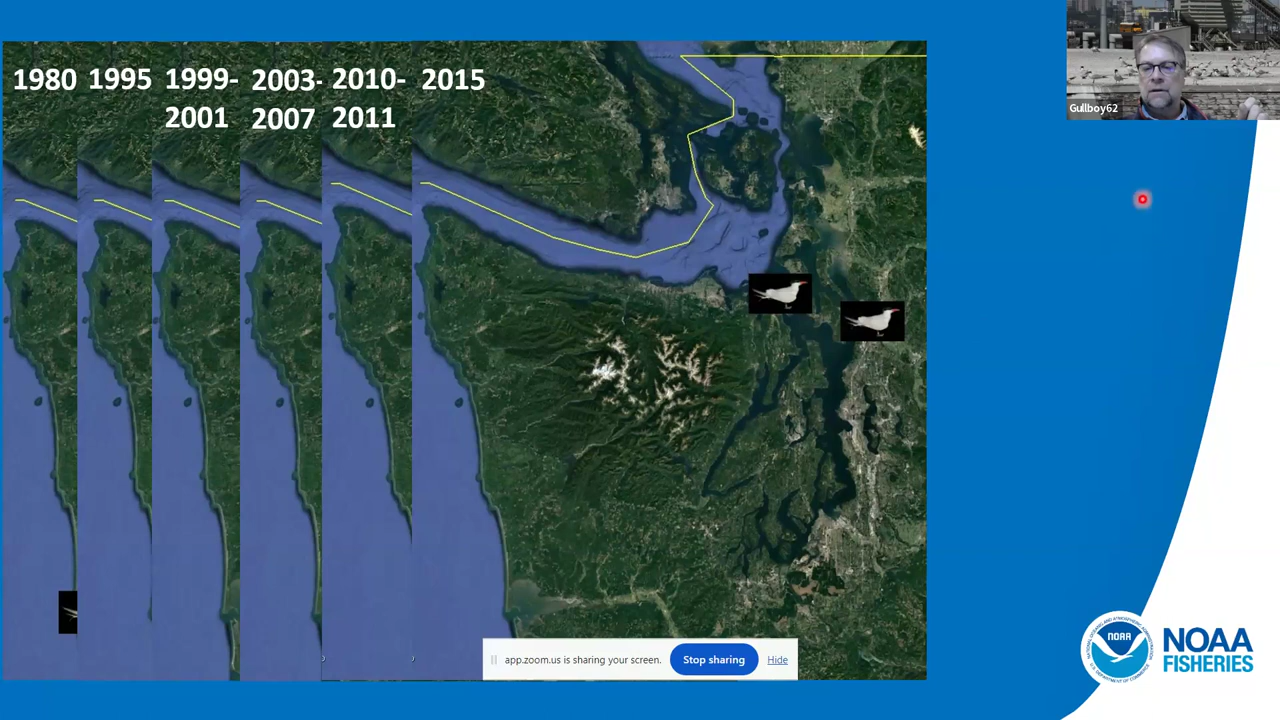 1980 1995 1999- 2003- 2010- 2015
2001 2007 2011
Gullboy62
app.zoom.us is sharing your screen. Stop sharing Hide
NOAA
NOAA
FISHERIES